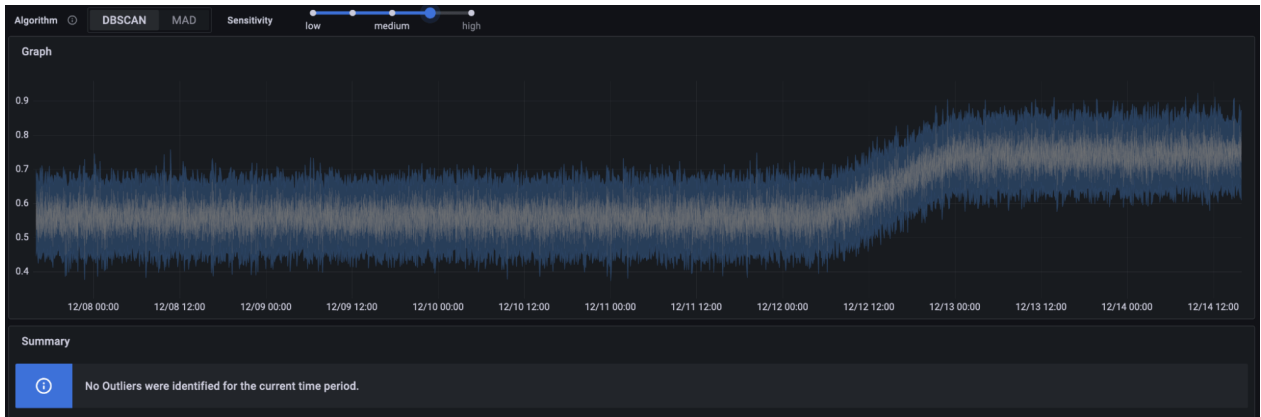 Algorithm DBSCAN MAD Sensitivity low medium high
Graph
0.9
0.8
0.7
0.6
0.5
0.4
12/08 00:00 12/08 12:00 12/09 00:00 12/09 12:00 12/10 00:00 12/10 12:00 12/11 00:00 12/11 12:00 12/12 00:00 12/12 12:00 12/13 00:00 12/13 12:00 12/14 00:00 12/14 12:00
Summary
No Outliers were identified for the current time period.